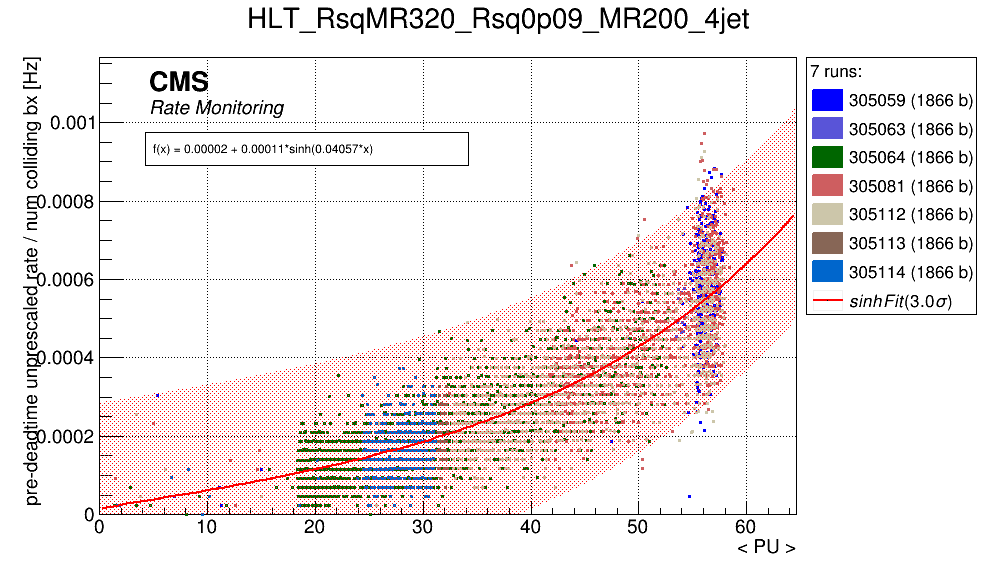 HLT_RsqMR320_Rsq0p09_MR200_4jet
CMS
Rate Monitoring
f(x) = 0.00002 + 0.00011*sinh(0.04057*x)
pre-deadtime unprescaled rate / num colliding bx [Hz]
0.001
0.0008
0.0006
0.0004
0.0002
0
0 10 20 30 40 50 60
< PU >
7 runs:
305059 (1866 b)
305063 (1866 b)
305064 (1866 b)
305081 (1866 b)
305112 (1866 b)
305113 (1866 b)
305114 (1866 b)
sinhFit(3.0σ)